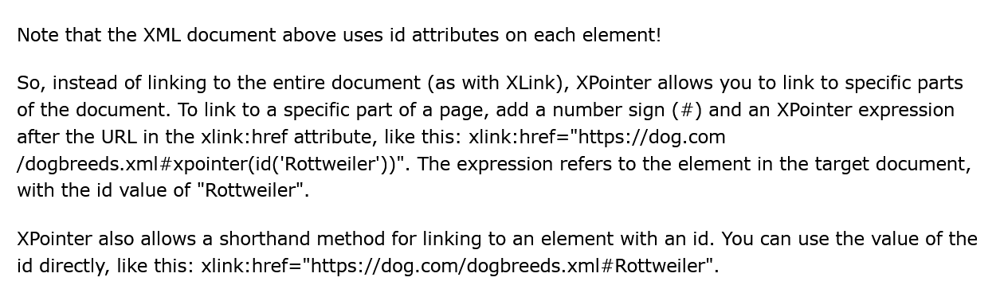 Note that the XML document above uses id attributes on each element!
So, instead of linking to the entire document (as with XLink), XPointer allows you to link to specific parts
of the document. To link to a specific part of a page, add a number sign (#) and an XPointer expression
after the URL in the xlink:href attribute, like this: xlink:href="https://dog.com
/dogbreeds.xml#xpointer(id('Rottweiler'))". The expression refers to the element in the target document,
with the id value of "Rottweiler".
XPointer also allows a shorthand method for linking to an element with an id. You can use the value of the
id directly, like this: xlink:href="https://dog.com/dogbreeds.xml#Rottweiler".